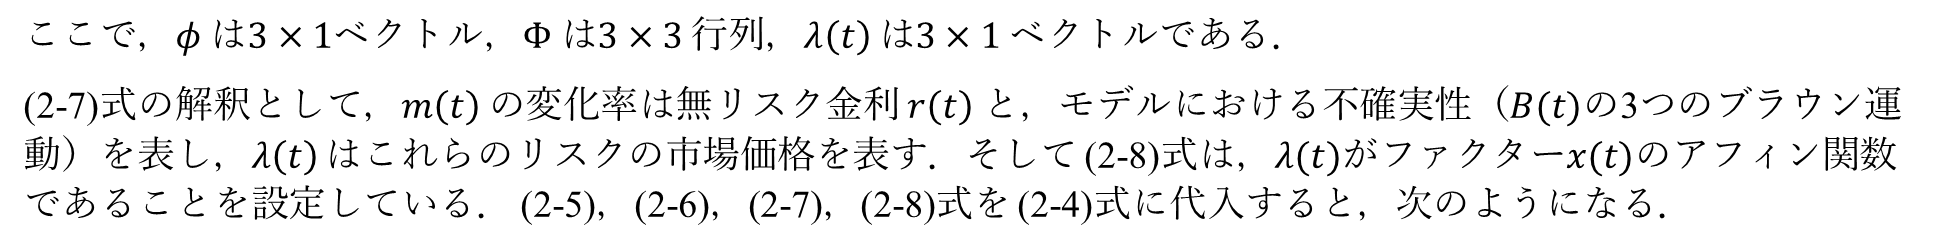 ここで，ϕ は3 × 1ベクトル，Φ は3 × 3 行列，λ(t) は3 × 1 ベクトルである．
(2-7)式の解釈として，m(t) の変化率は無リスク金利 r(t) と，モデルにおける不確実性（B(t)の3つのブラウン運
動）を表し，λ(t) はこれらのリスクの市場価格を表す．そして (2-8)式は，λ(t)がファクターx(t)のアフィン関数
であることを設定している．(2-5)，(2-6)，(2-7)，(2-8)式を (2-4)式に代入すると，次のようになる．